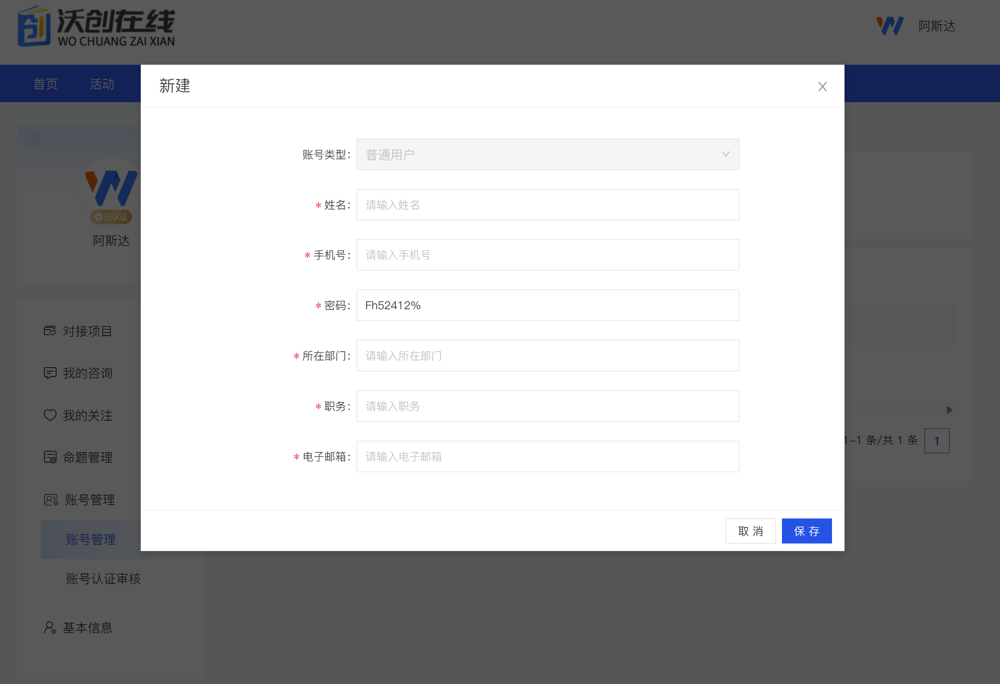 沃创在线
WO CHUANG ZAI XIAN
阿斯达
首页
活动
新建
账号类型：
普通用户
* 姓名：
请输入姓名
* 手机号：
请输入手机号
* 密码：
Fh52412%
* 所在部门：
请输入所在部门
* 职务：
请输入职务
* 电子邮箱：
请输入电子邮箱
取 消
保 存
已认证
阿斯达
对接项目
我的咨询
我的关注
命题管理
账号管理
账号管理
账号认证审核
基本信息
1-1 条/共 1 条
1